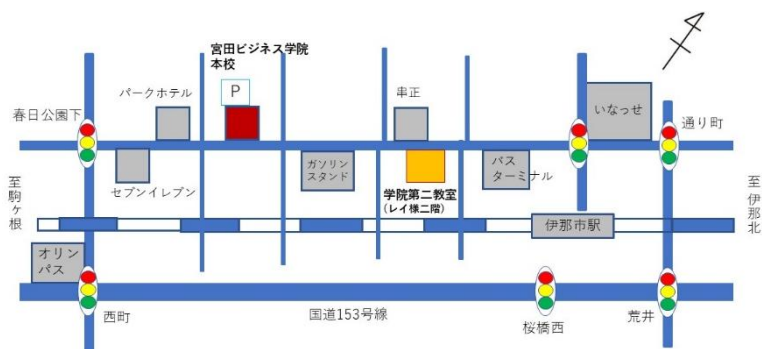 宮田ビジネス学院
本校
P
パークホテル
串正
春日公園下
いなっせ
通り町
セブンイレブン
ガソリン
スタンド
学院第二教室
(レイ様二階)
バス
ターミナル
至駒ヶ根
至伊那北
伊那市駅
オリン
パス
西町
国道153号線
桜橋西
荒井